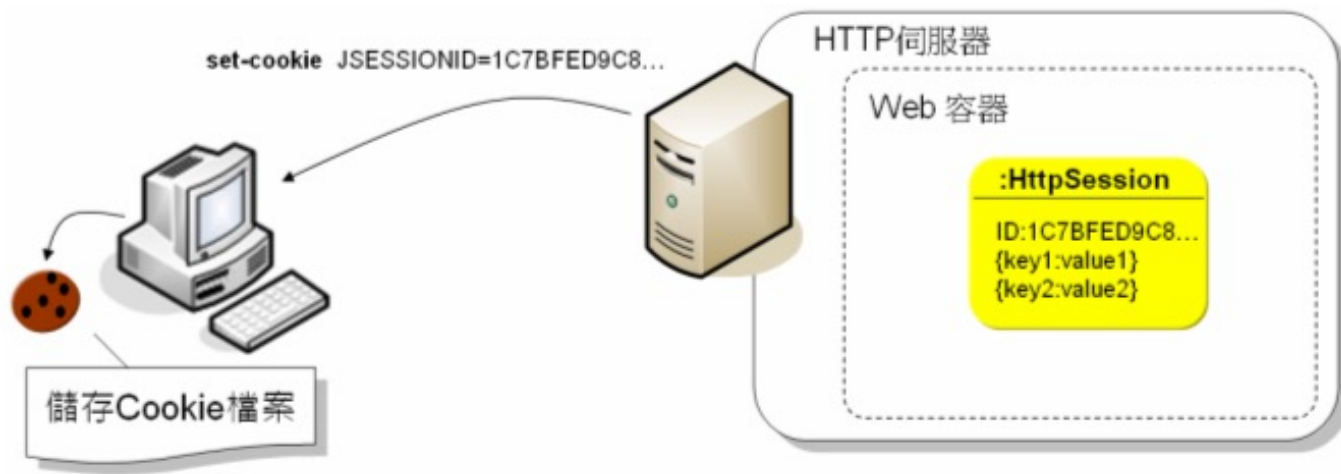 set-cookie JSESSIONID=1C7BFED9C8...
HTTP伺服器
Web 容器
:HttpSession
ID:1C7BFED9C8...
{key1:value1}
{key2:value2}
儲存Cookie檔案